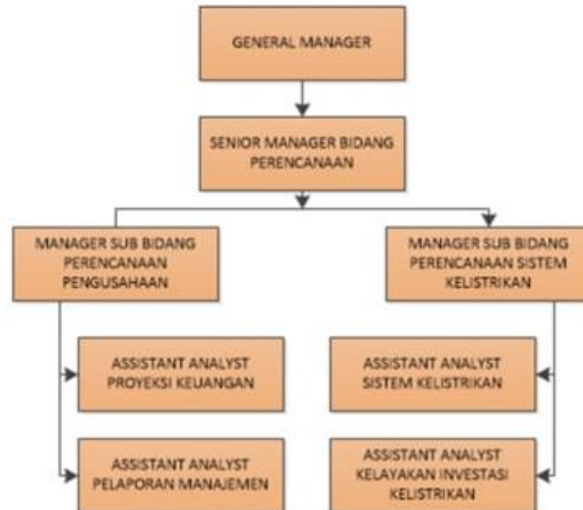 GENERAL MANAGER
SENIOR MANAGER BIDANG
PERENCANAAN
MANAGER SUB BIDANG
PERENCANAAN
PENGUSAHAAN
MANAGER SUB BIDANG
PERENCANAAN SISTEM
KELISTRIKAN
ASSISTANT ANALYST
PROYEKSI KEUANGAN
ASSISTANT ANALYST
SISTEM KELISTRIKAN
ASSISTANT ANALYST
PELAPORAN MANAJEMEN
ASSISTANT ANALYST
KELAYAKAN INVESTASI
KELISTRIKAN